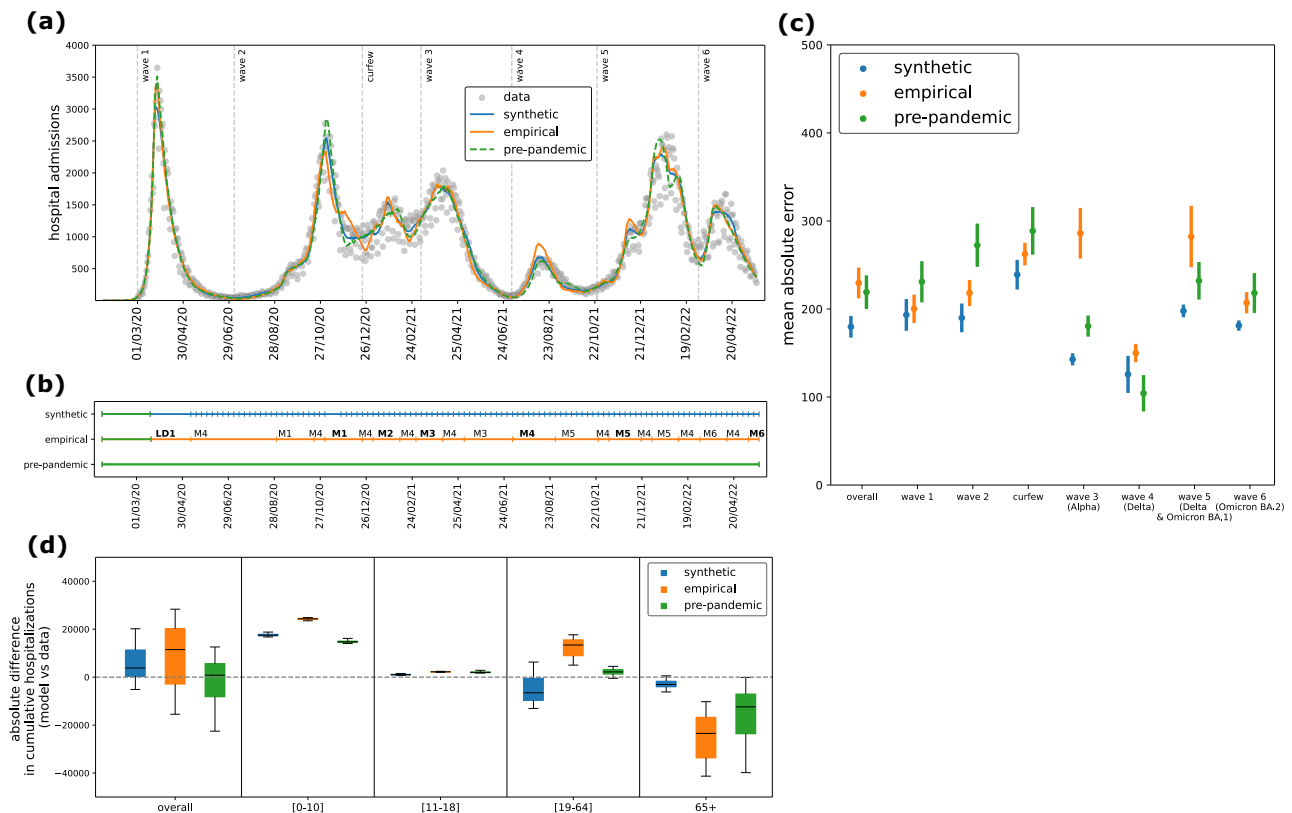 (a)
hospital admissions
4000
3500
3000
2500
2000
1500
1000
500
wave 1
wave 2
curfew
wave 3
wave 4
wave 5
wave 6
data
synthetic
empirical
pre-pandemic
01/03/20
30/04/20
29/06/20
28/08/20
27/10/20
26/12/20
24/02/21
25/04/21
24/06/21
23/08/21
22/10/21
21/12/21
19/02/22
20/04/22
(b)
synthetic
empirical
pre-pandemic
LD1 M4 M1 M4 M1 M4 M2 M4 M3 M4 M3 M4 M5 M4 M5 M4 M5 M4 M6 M4 M6
01/03/20
30/04/20
29/06/20
28/08/20
27/10/20
26/12/20
24/02/21
25/04/21
24/06/21
23/08/21
22/10/21
21/12/21
19/02/22
20/04/22
(c)
mean absolute error
500
400
300
200
100
0
synthetic
empirical
pre-pandemic
overall
wave 1
wave 2
curfew
wave 3
(Alpha)
wave 4
(Delta)
wave 5
(Delta
& Omicron BA.1)
wave 6
(Omicron BA.2)
(d)
absolute difference
in cumulative hospitalizations
(model vs data)
40000
20000
0
−20000
−40000
synthetic
empirical
pre-pandemic
overall
[0-10]
[11-18]
[19-64]
65+